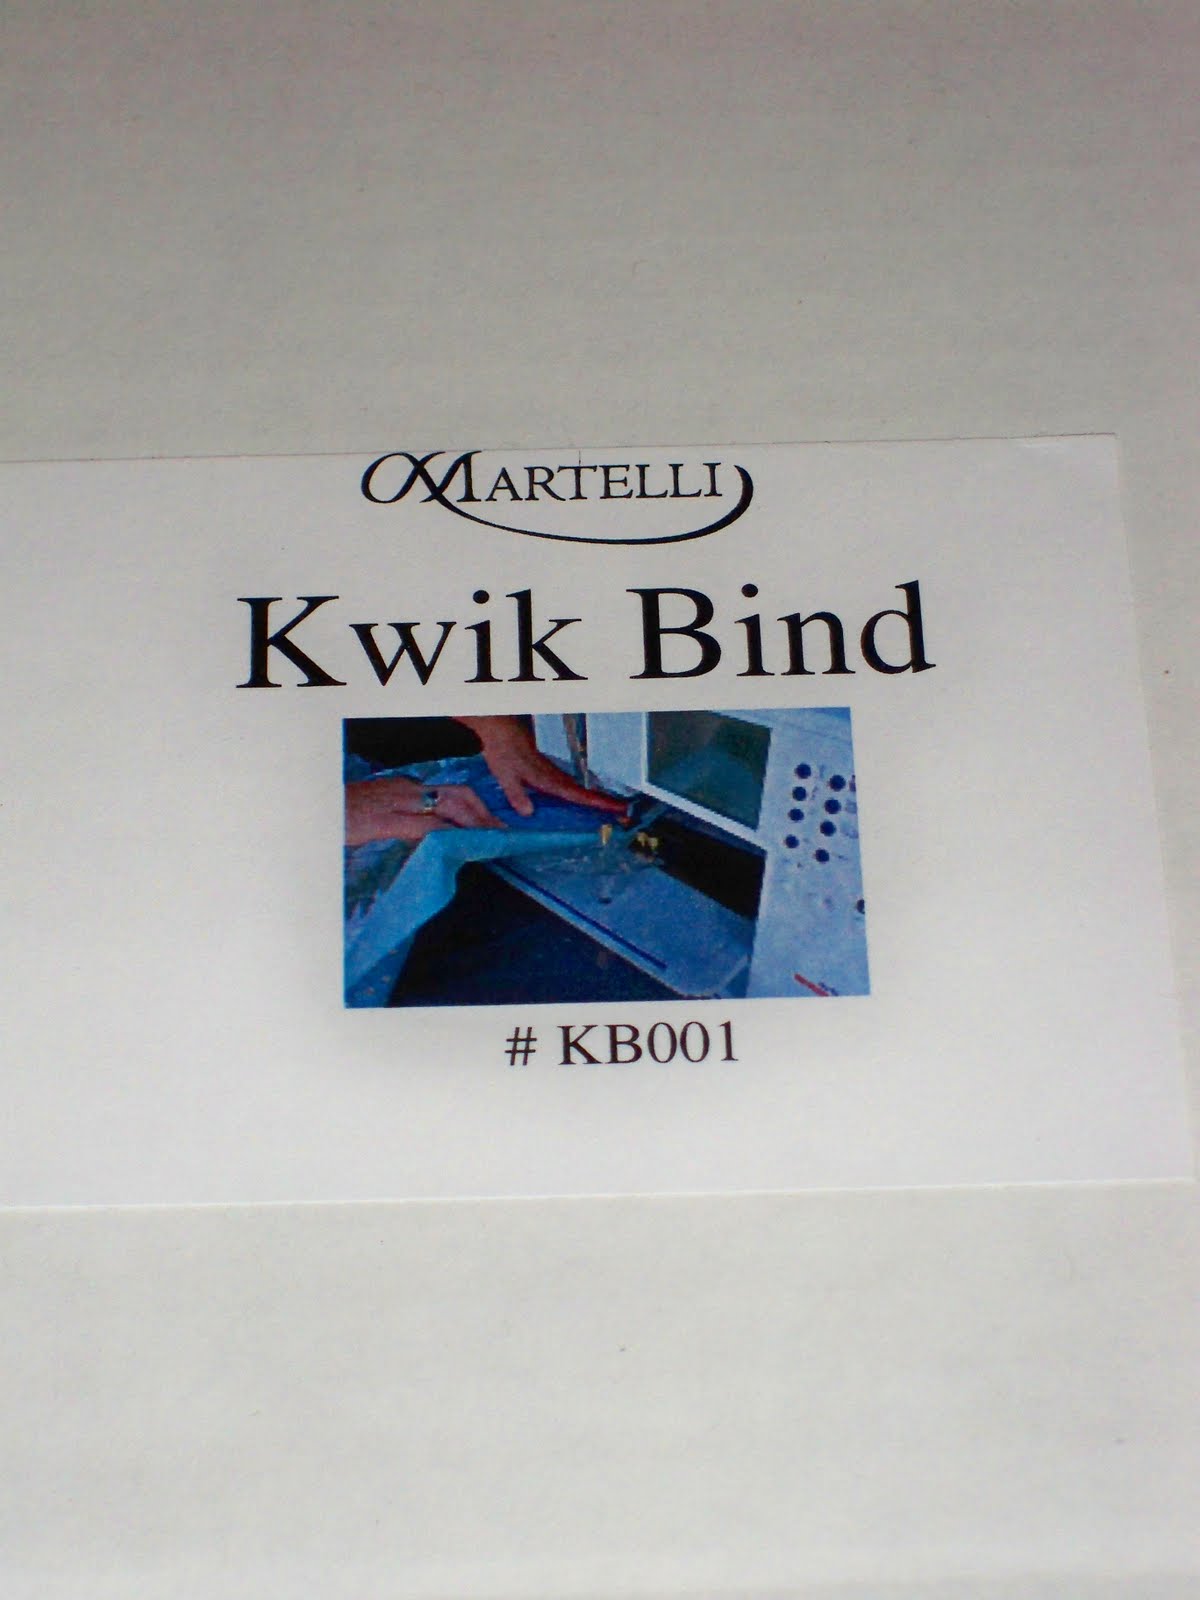 MARTELLI
Kwik Bind
# KB001